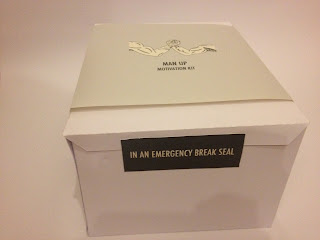 MAN UP
MOTIVATION KIT
IN AN EMERGENCY BREAK SEAL